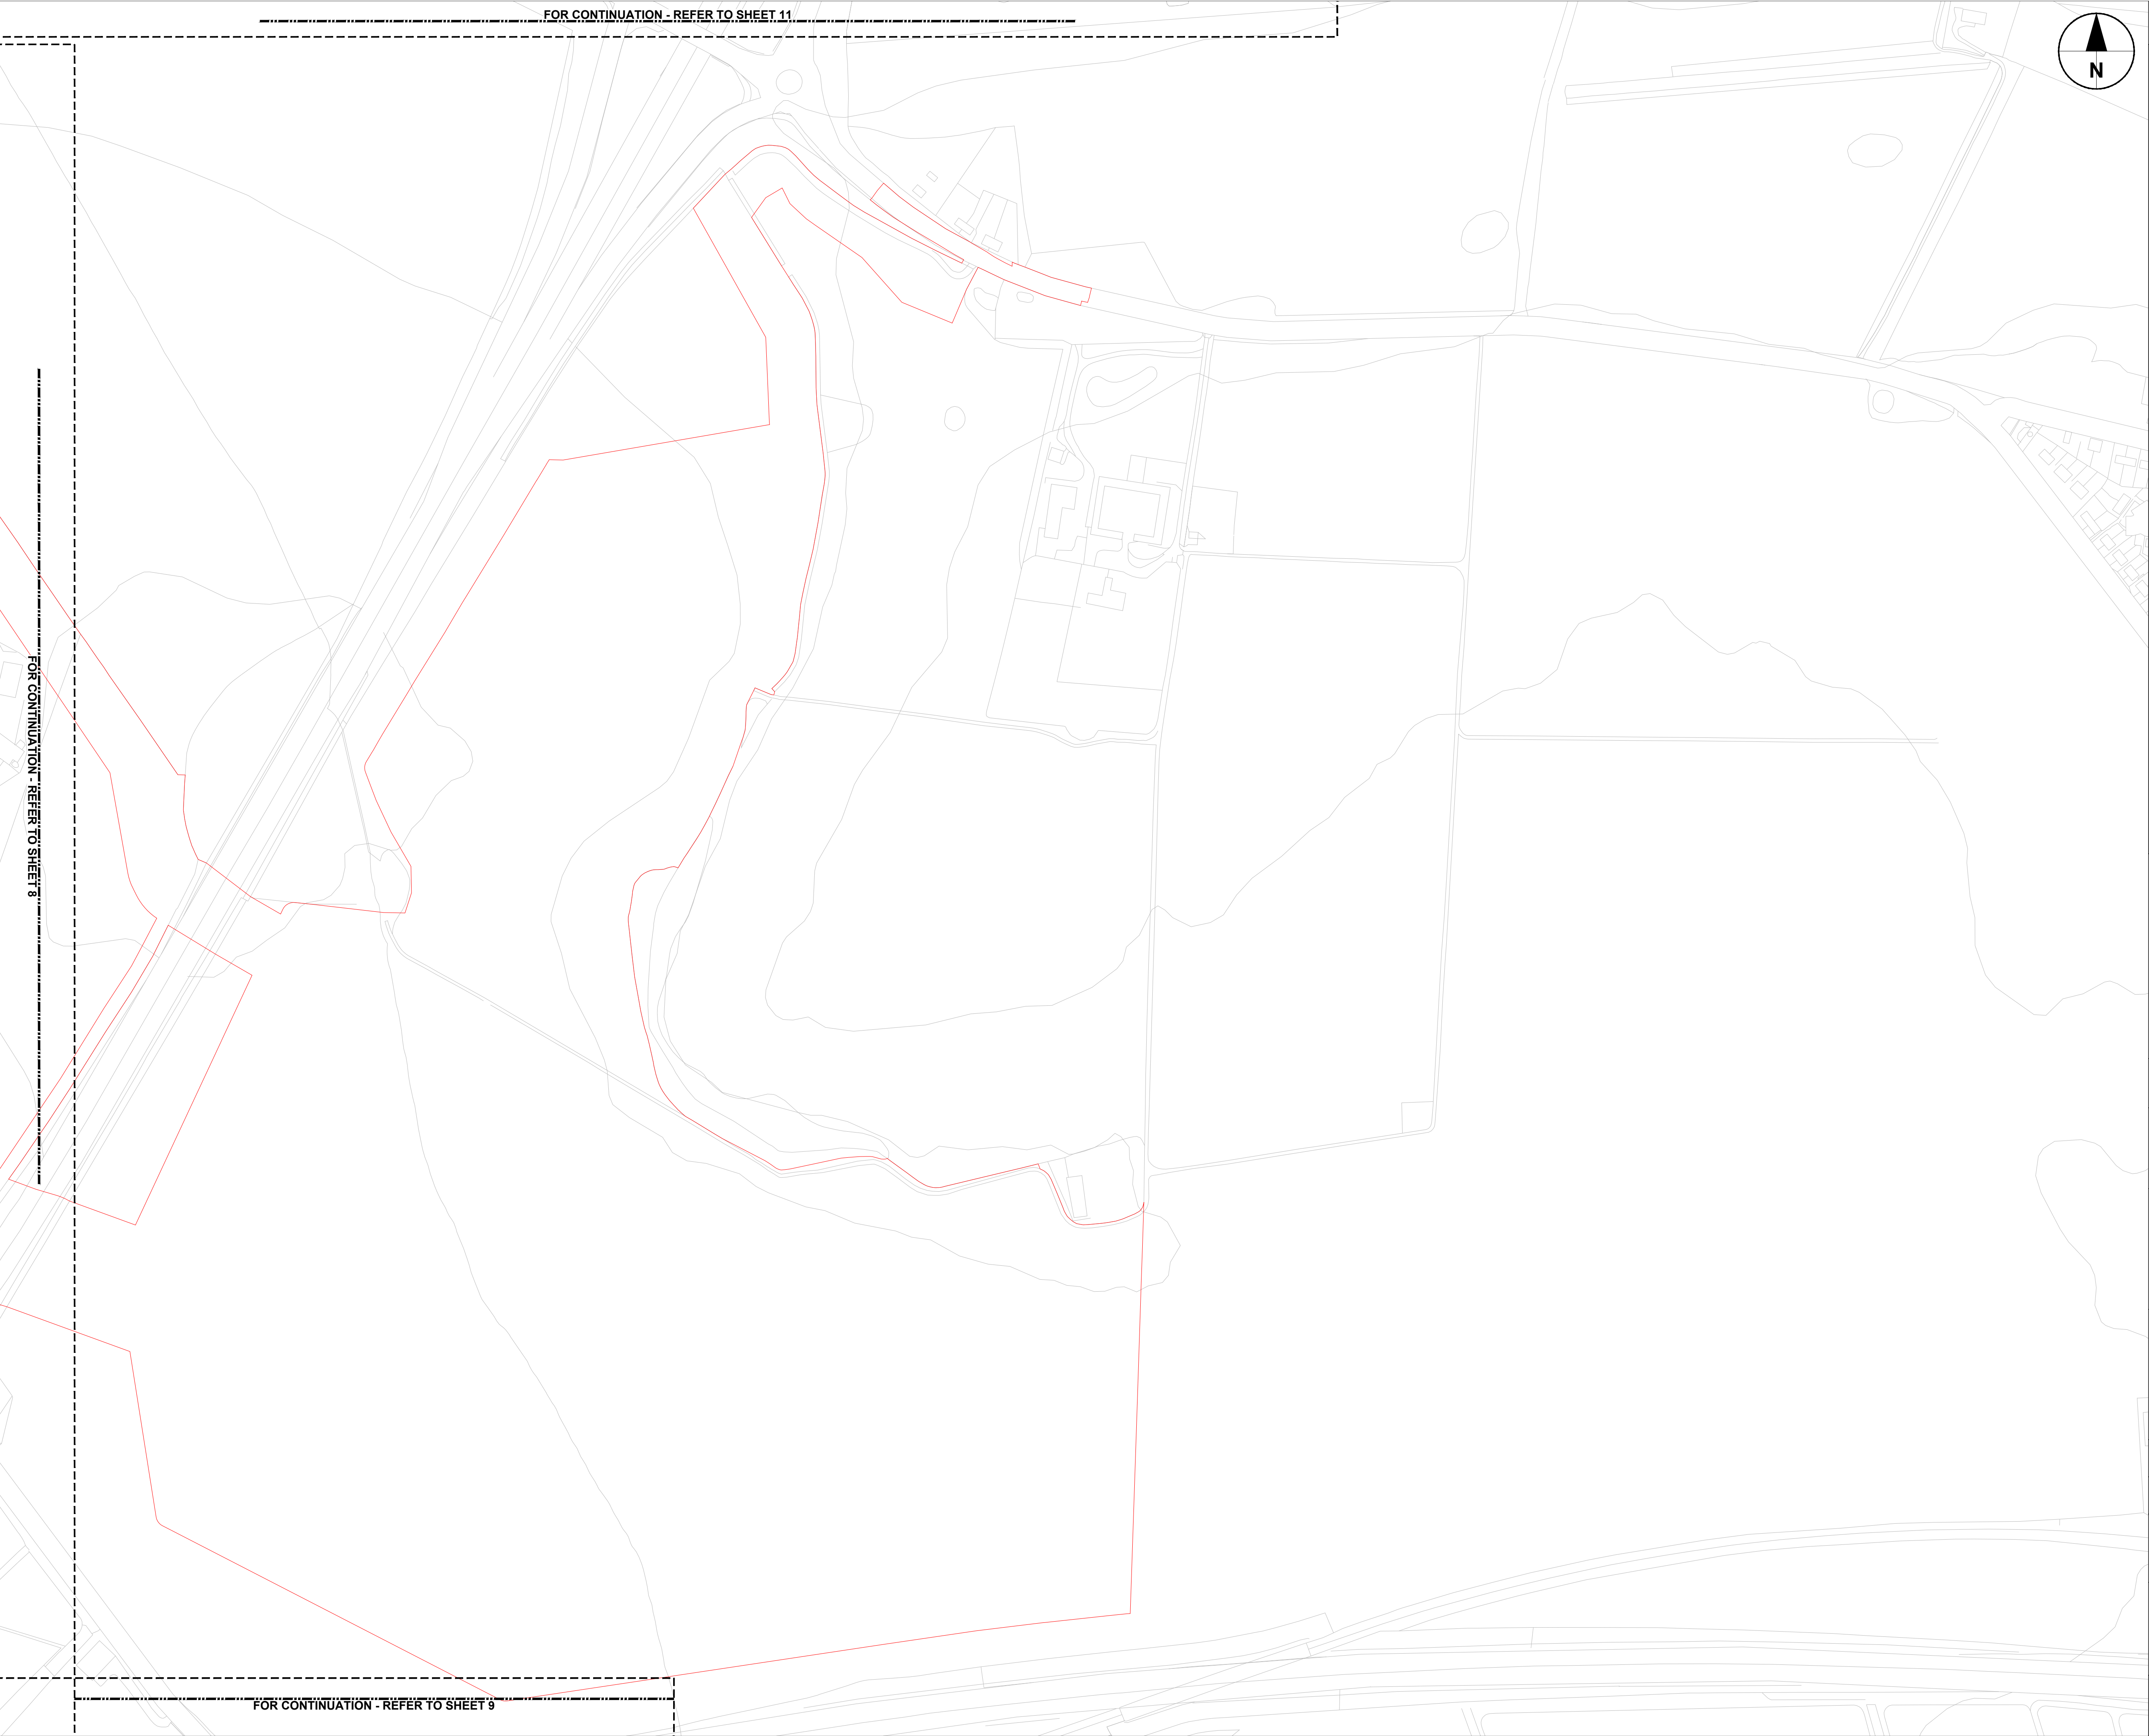 FOR CONTINUATION - REFER TO SHEET 11
N
FOR CONTINUATION - REFER TO SHEET 8
FOR CONTINUATION - REFER TO SHEET 9